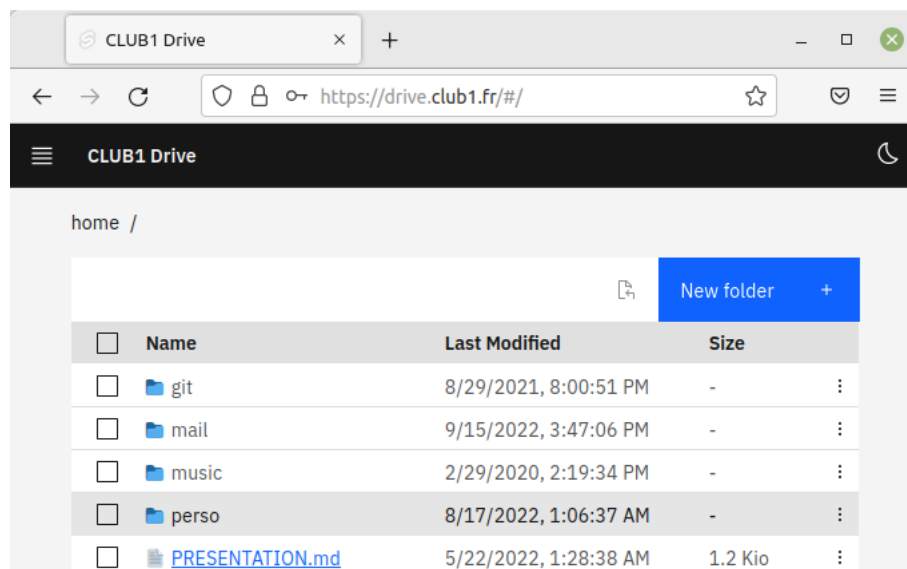 CLUB1 Drive
https://drive.club1.fr/#/
CLUB1 Drive
home /
New folder +
Name Last Modified Size
git 8/29/2021, 8:00:51 PM -
mail 9/15/2022, 3:47:06 PM -
music 2/29/2020, 2:19:34 PM -
perso 8/17/2022, 1:06:37 AM -
PRESENTATION.md 5/22/2022, 1:28:38 AM 1.2 Kio